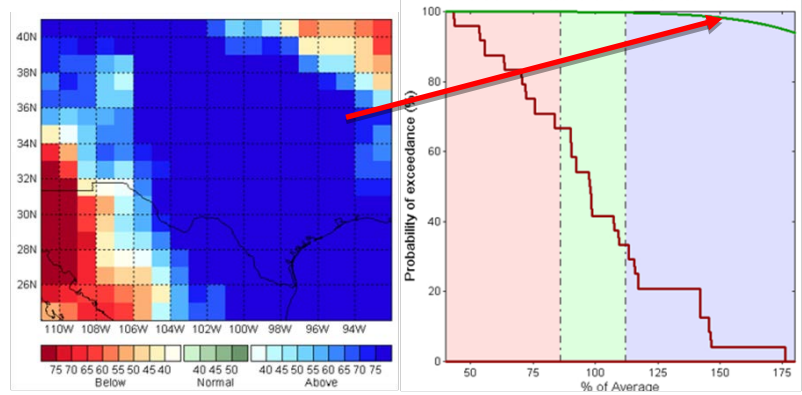 40N
38N
36N
34N
32N
30N
28N
26N
110W 108W 106W 104W 102W 100W 98W 96W 94W
75 70 65 60 55 50 45 40
40 45 50
40 45 50 55 60 65 70 75
Below Normal Above
Probability of exceedance (%)
100
80
60
40
20
0
50 75 100 125 150 175
% of Average